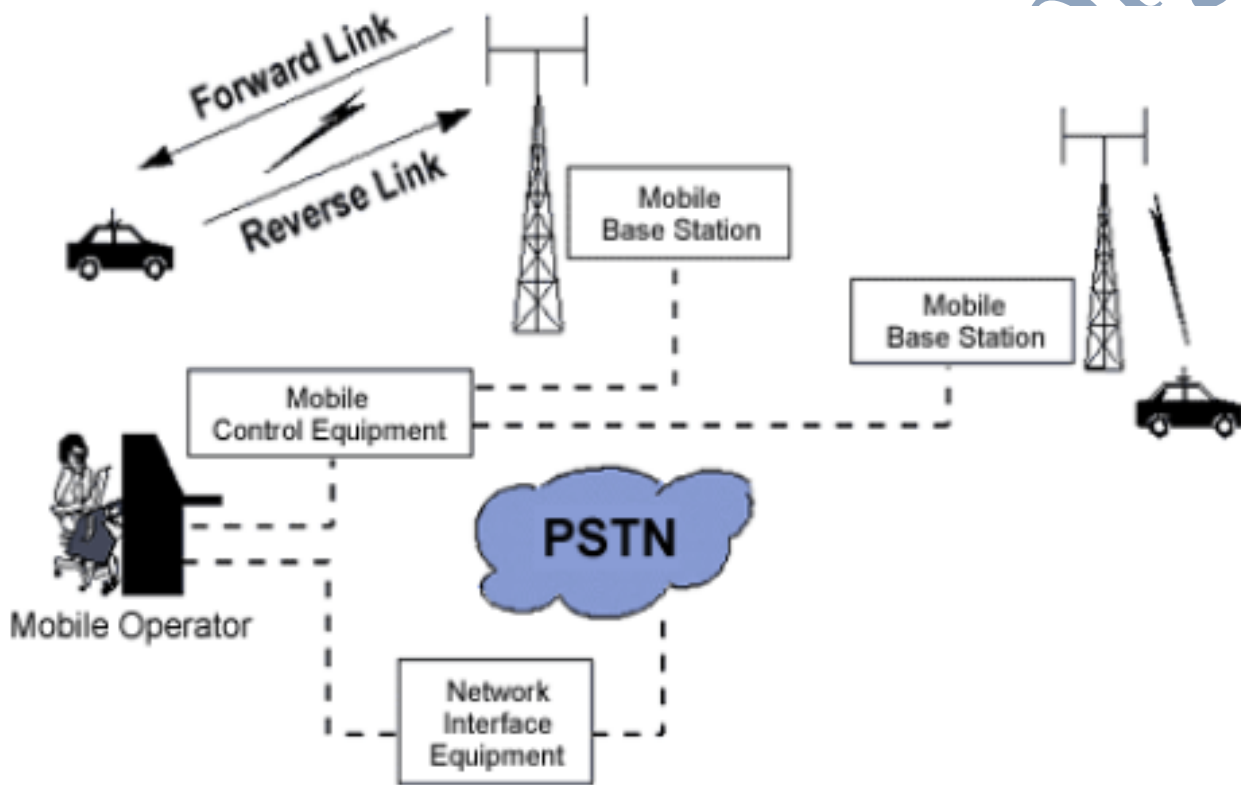 Forward Link
Reverse Link
Mobile
Base Station
Mobile
Base Station
Mobile
Control Equipment
PSTN
Mobile Operator
Network
Interface
Equipment